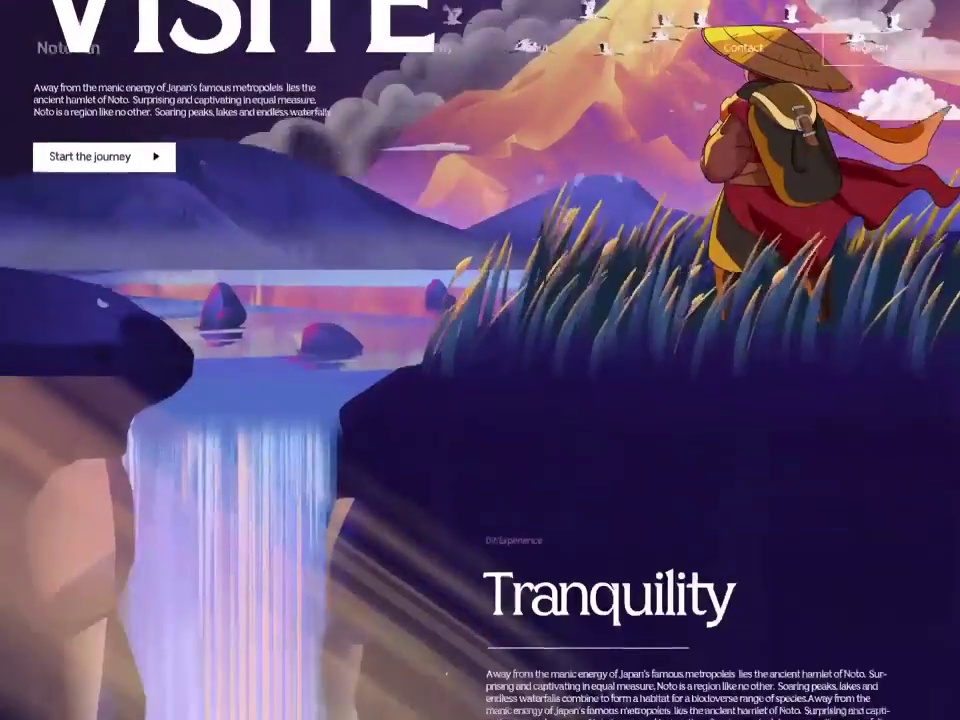 VISITE
Contact
Register
Away from the manic energy of Japan's famous metropoleis lies the
ancient hamlet of Noto. Surprising and captivating in equal measure,
Noto is a region like no other. Soaring peaks, lakes and endless waterfalls
Start the journey
Tranquility
Away from the manic energy of Japan's famous metropoleis lies the ancient hamlet of Noto. Sur-
prising and captivating in equal measure, Noto is a region like no other. Soaring peaks, lakes and
endless waterfalls combine to form a habitat for a bioloverse range of species.Away from the
manic energy of Japan's famous metropoleis lies the ancient hamlet of Noto. Surprising and capti-